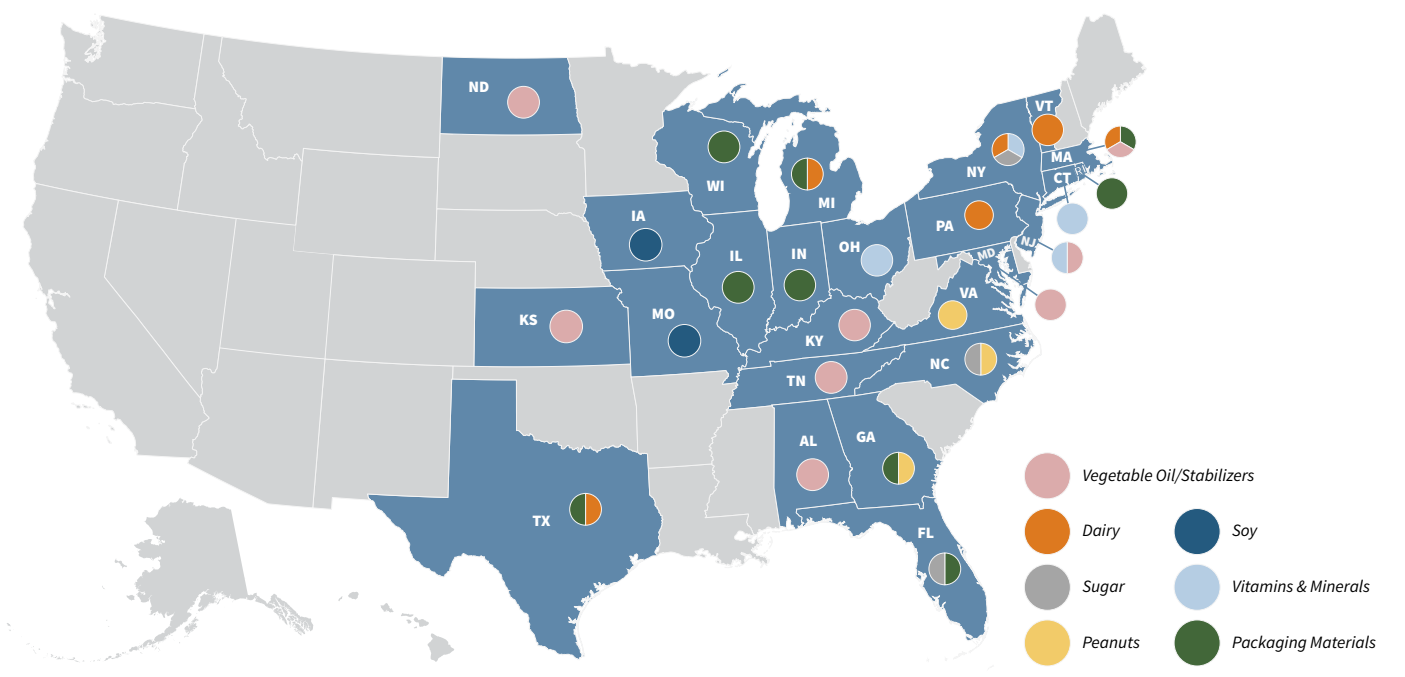 ND
VT
MA
WI
NY
CT
RI
MI
IA
PA
OH
NJ
IL
IN
MD
VA
KS
MO
KY
NC
TN
AL
GA
TX
FL
Vegetable Oil/Stabilizers
Dairy
Soy
Sugar
Vitamins & Minerals
Peanuts
Packaging Materials